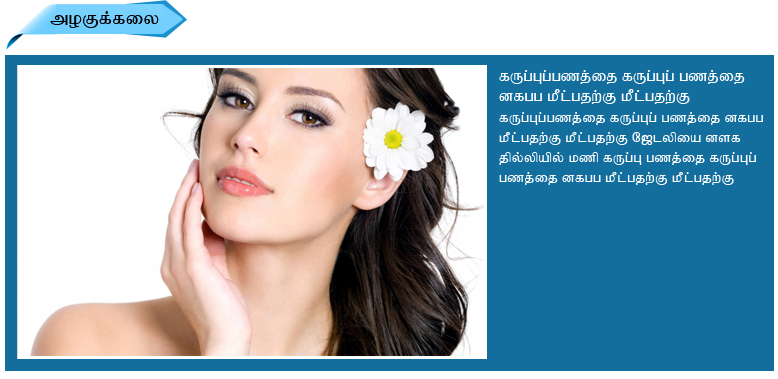 அழகுக்கலை
கருப்புப்பணத்தை கருப்புப் பணத்தை
னகபப மீட்பதற்கு மீட்பதற்கு
கருப்புப்பணத்தை கருப்புப் பணத்தை னகபப
மீட்பதற்கு மீட்பதற்கு ஜேடலியை னளக
தில்லியில் மணி கருப்பு பணத்தை கருப்புப்
பணத்தை னகபப மீட்பதற்கு மீட்பதற்கு